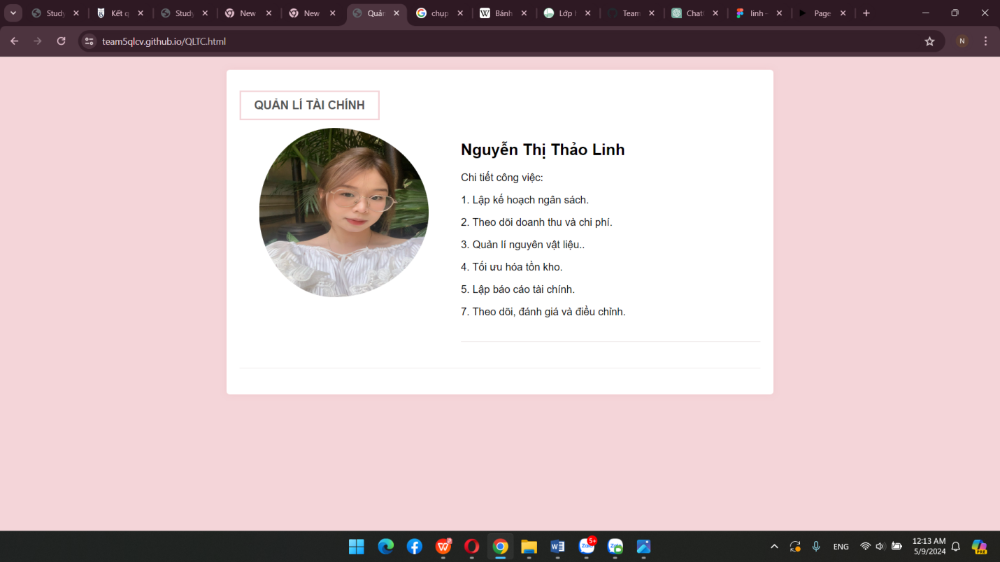 Study
Kết q
Study
New
New
Quản
chụp
Bánh
Lớp
Team
Chat
linh -
Page
team5qlcv.github.io/QLTC.html
N
QUẢN LÍ TÀI CHÍNH
Nguyễn Thị Thảo Linh
Chi tiết công việc:
1. Lập kế hoạch ngân sách.
2. Theo dõi doanh thu và chi phí.
3. Quản lí nguyên vật liệu..
4. Tối ưu hóa tồn kho.
5. Lập báo cáo tài chính.
7. Theo dõi, đánh giá và điều chỉnh.
5+
ENG
12:13 AM
5/9/2024
PRE